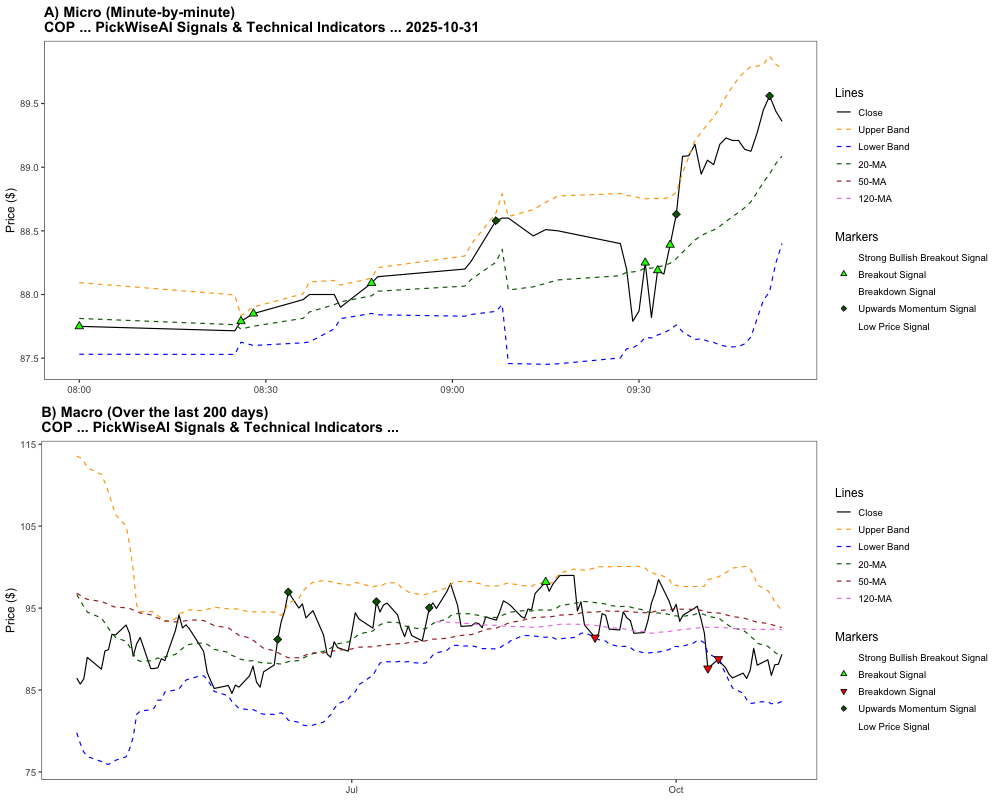 A) Micro (Minute-by-minute)
COP ... PickWiseAI Signals & Technical Indicators ... 2025-10-31
Price ($)
89.5
89.0
88.5
88.0
87.5
08:00
08:30
09:00
09:30
Lines
Close
Upper Band
Lower Band
20-MA
50-MA
120-MA
Markers
Strong Bullish Breakout Signal
Breakout Signal
Breakdown Signal
Upwards Momentum Signal
Low Price Signal
B) Macro (Over the last 200 days)
COP ... PickWiseAI Signals & Technical Indicators ...
Price ($)
115
105
95
85
75
Jul
Oct
Lines
Close
Upper Band
Lower Band
20-MA
50-MA
120-MA
Markers
Strong Bullish Breakout Signal
Breakout Signal
Breakdown Signal
Upwards Momentum Signal
Low Price Signal